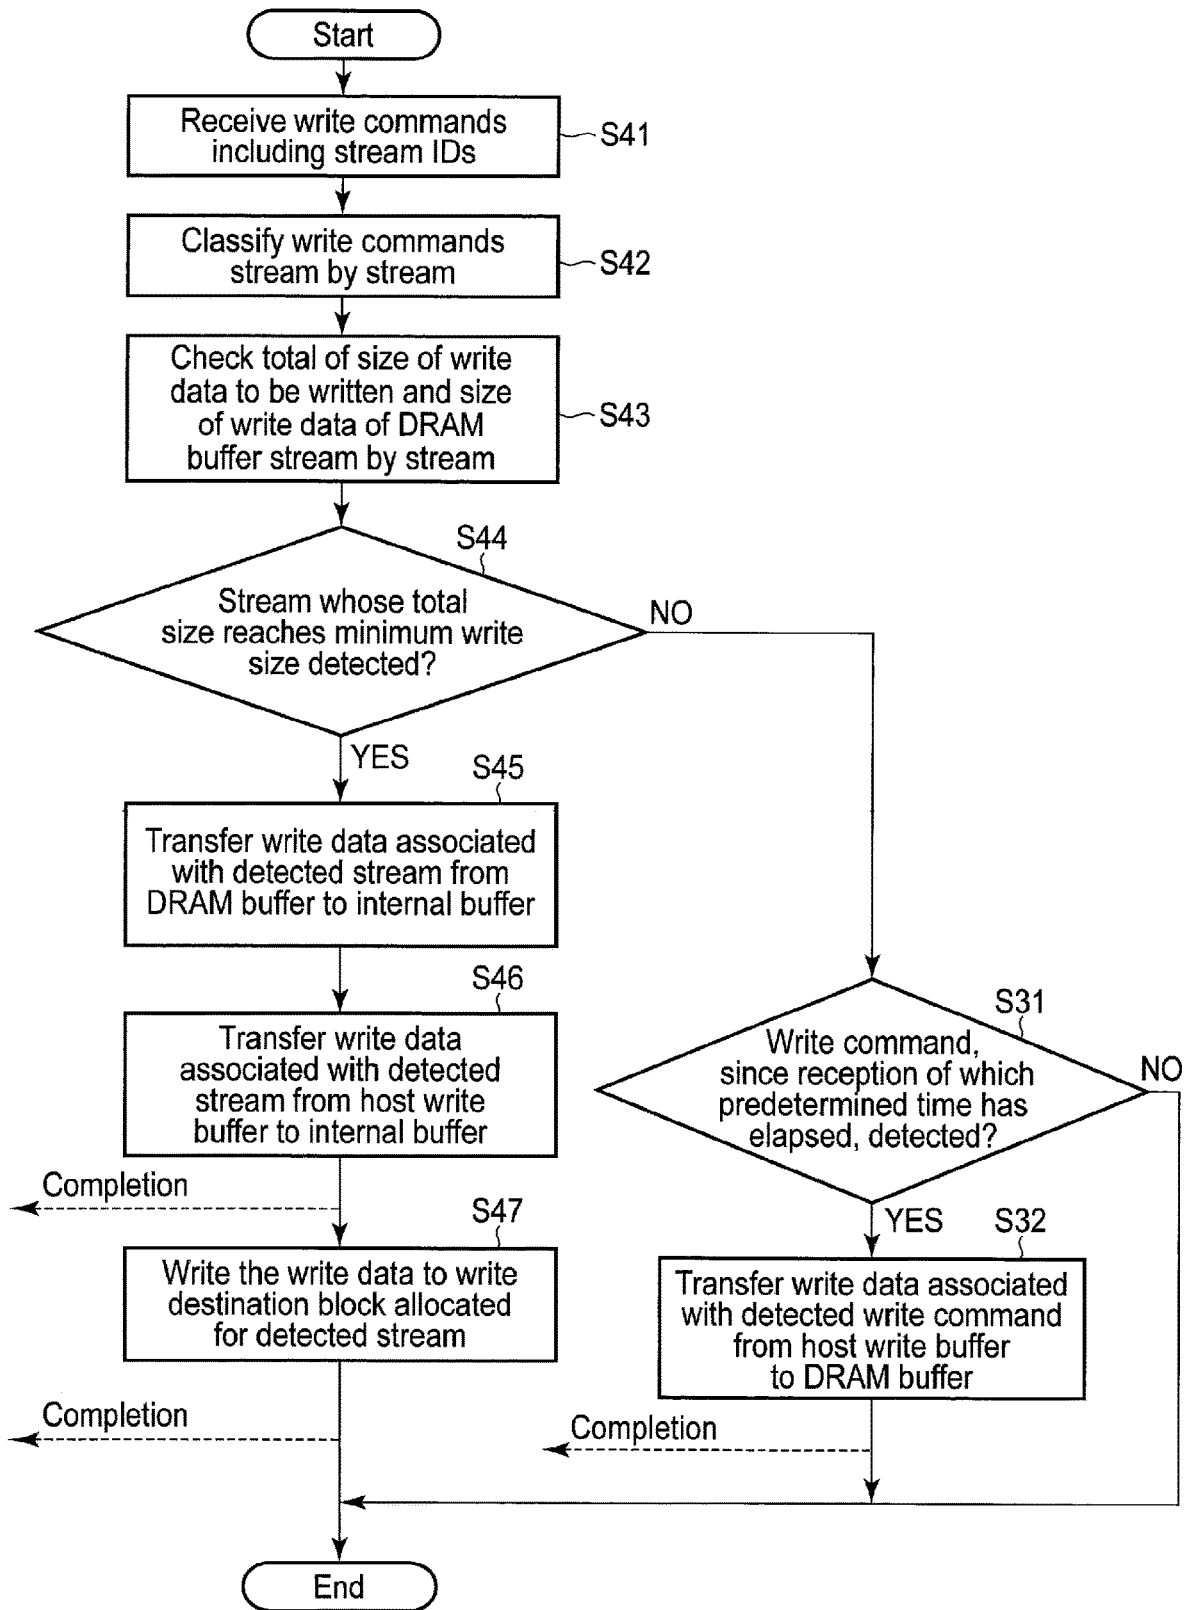 Start
Receive write commands
including stream IDs
S41
Classify write commands
stream by stream
S42
Check total of size of write
data to be written and size
of write data of DRAM
buffer stream by stream
S43
S44
Stream whose total
size reaches minimum write
size detected?
NO
YES
S45
Transfer write data associated
with detected stream from
DRAM buffer to internal buffer
S46
Transfer write data
associated with detected
stream from host write
buffer to internal buffer
S31
Write command,
since reception of which
predetermined time has
elapsed, detected?
NO
Completion
S47
Write the write data to write
destination block allocated
for detected stream
YES
S32
Transfer write data associated
with detected write command
from host write buffer
to DRAM buffer
Completion
Completion
End